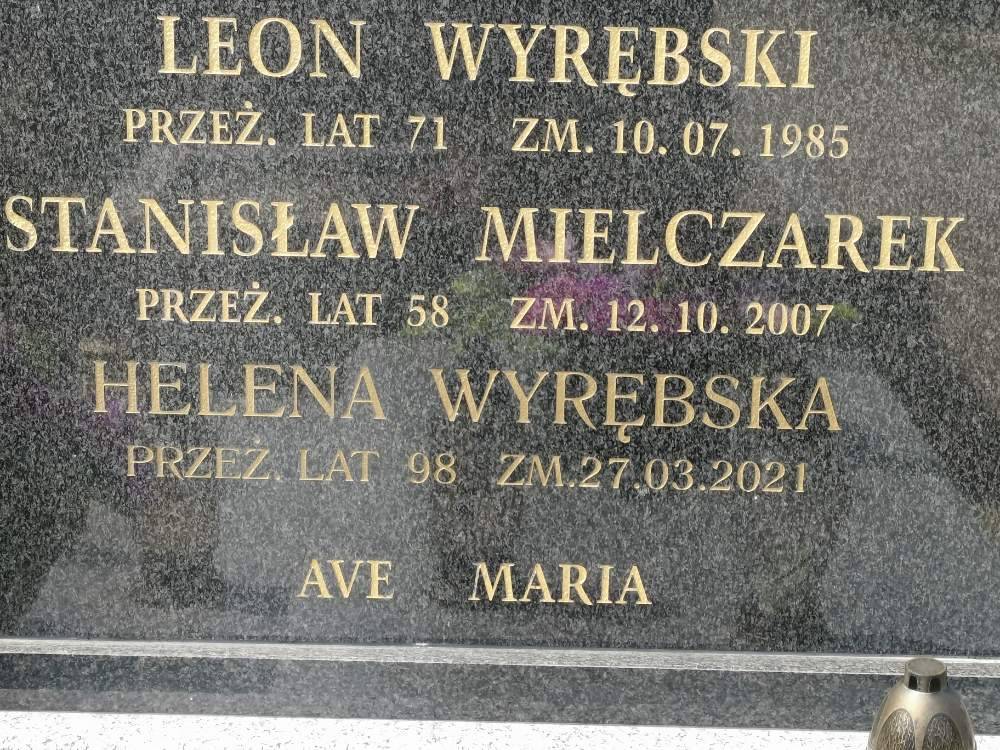 LEON WYRĘBSKI
PRZEŻ. LAT 71 ZM. 10. 07. 1985
STANISŁAW MIELCZAREK
PRZEŻ. LAT 58 ZM. 12. 10. 2007
HELENA WYRĘBSKA
PRZEŻ. LAT 98 ZM.27.03.2021
AVE MARIA